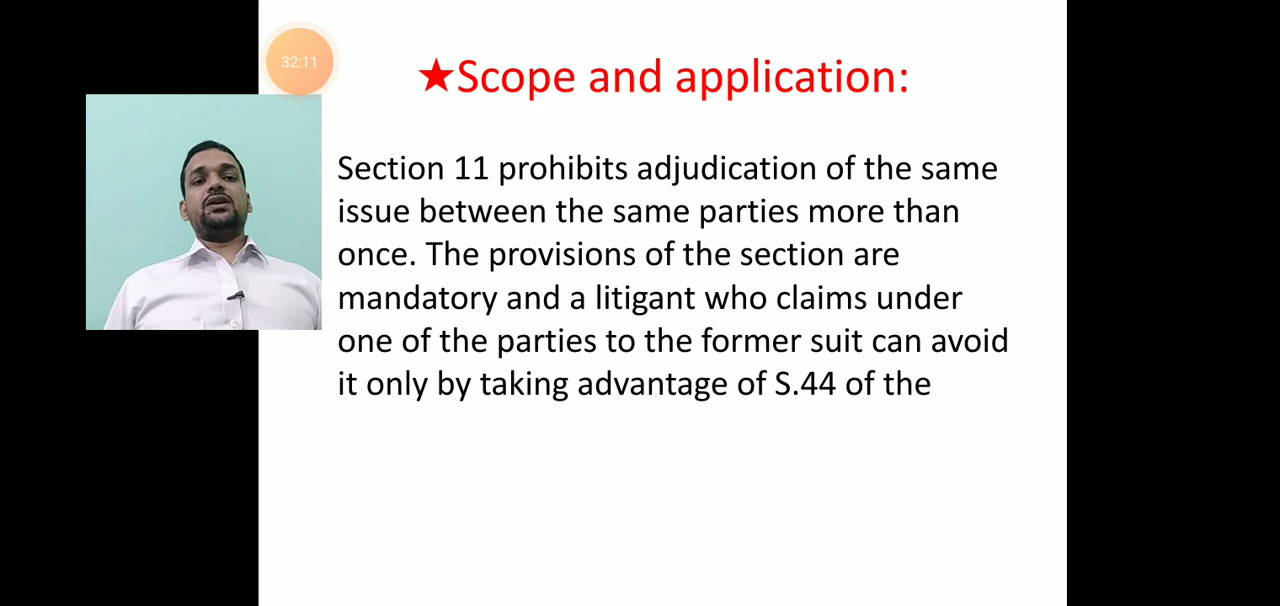 32:11
★Scope and application:
Section 11 prohibits adjudication of the same
issue between the same parties more than
once. The provisions of the section are
mandatory and a litigant who claims under
one of the parties to the former suit can avoid
it only by taking advantage of S.44 of the